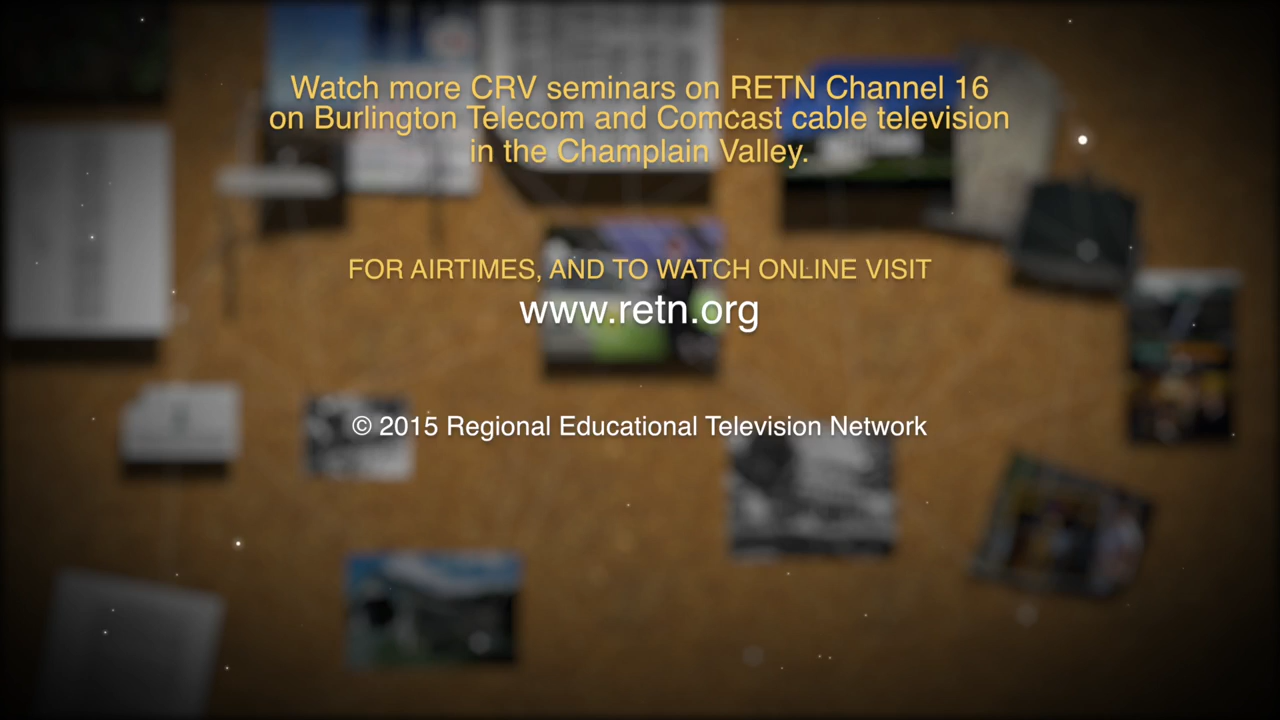 Watch more CRV seminars on RETN Channel 16
on Burlington Telecom and Comcast cable television
in the Champlain Valley.
FOR AIRTIMES, AND TO WATCH ONLINE VISIT
www.retn.org
© 2015 Regional Educational Television Network